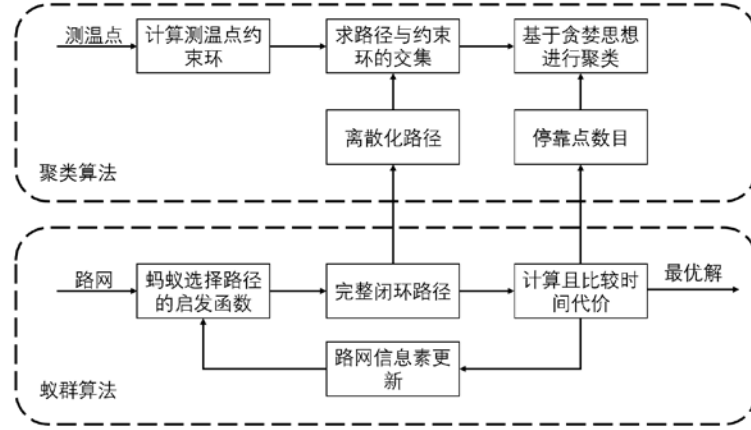 测温点
计算测温点约
束环
求路径与约束
环的交集
基于贪婪思想
进行聚类
离散化路径
停靠点数目
聚类算法
路网
蚂蚁选择路径
的启发函数
完整闭环路径
计算且比较时
间代价
最优解
路网信息素更
新
蚁群算法